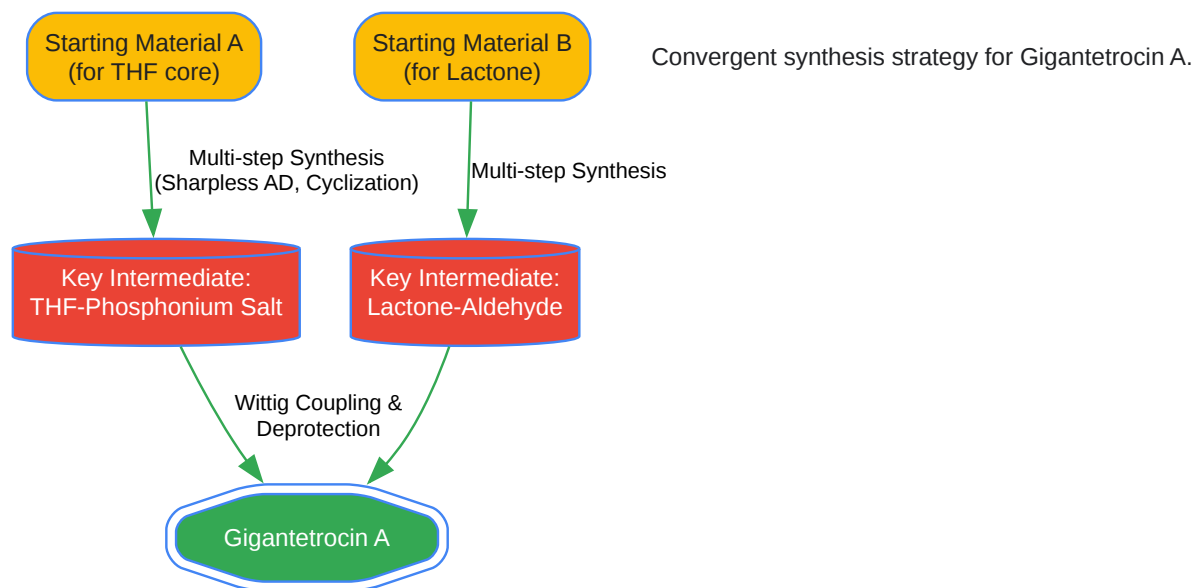 Starting Material A
(for THF core)
Starting Material B
(for Lactone)
Convergent synthesis strategy for Gigantetrocin A.
Multi-step Synthesis
(Sharpless AD, Cyclization)
Multi-step Synthesis
Key Intermediate:
THF-Phosphonium Salt
Key Intermediate:
Lactone-Aldehyde
Wittig Coupling &
Deprotection
Gigantetrocin A